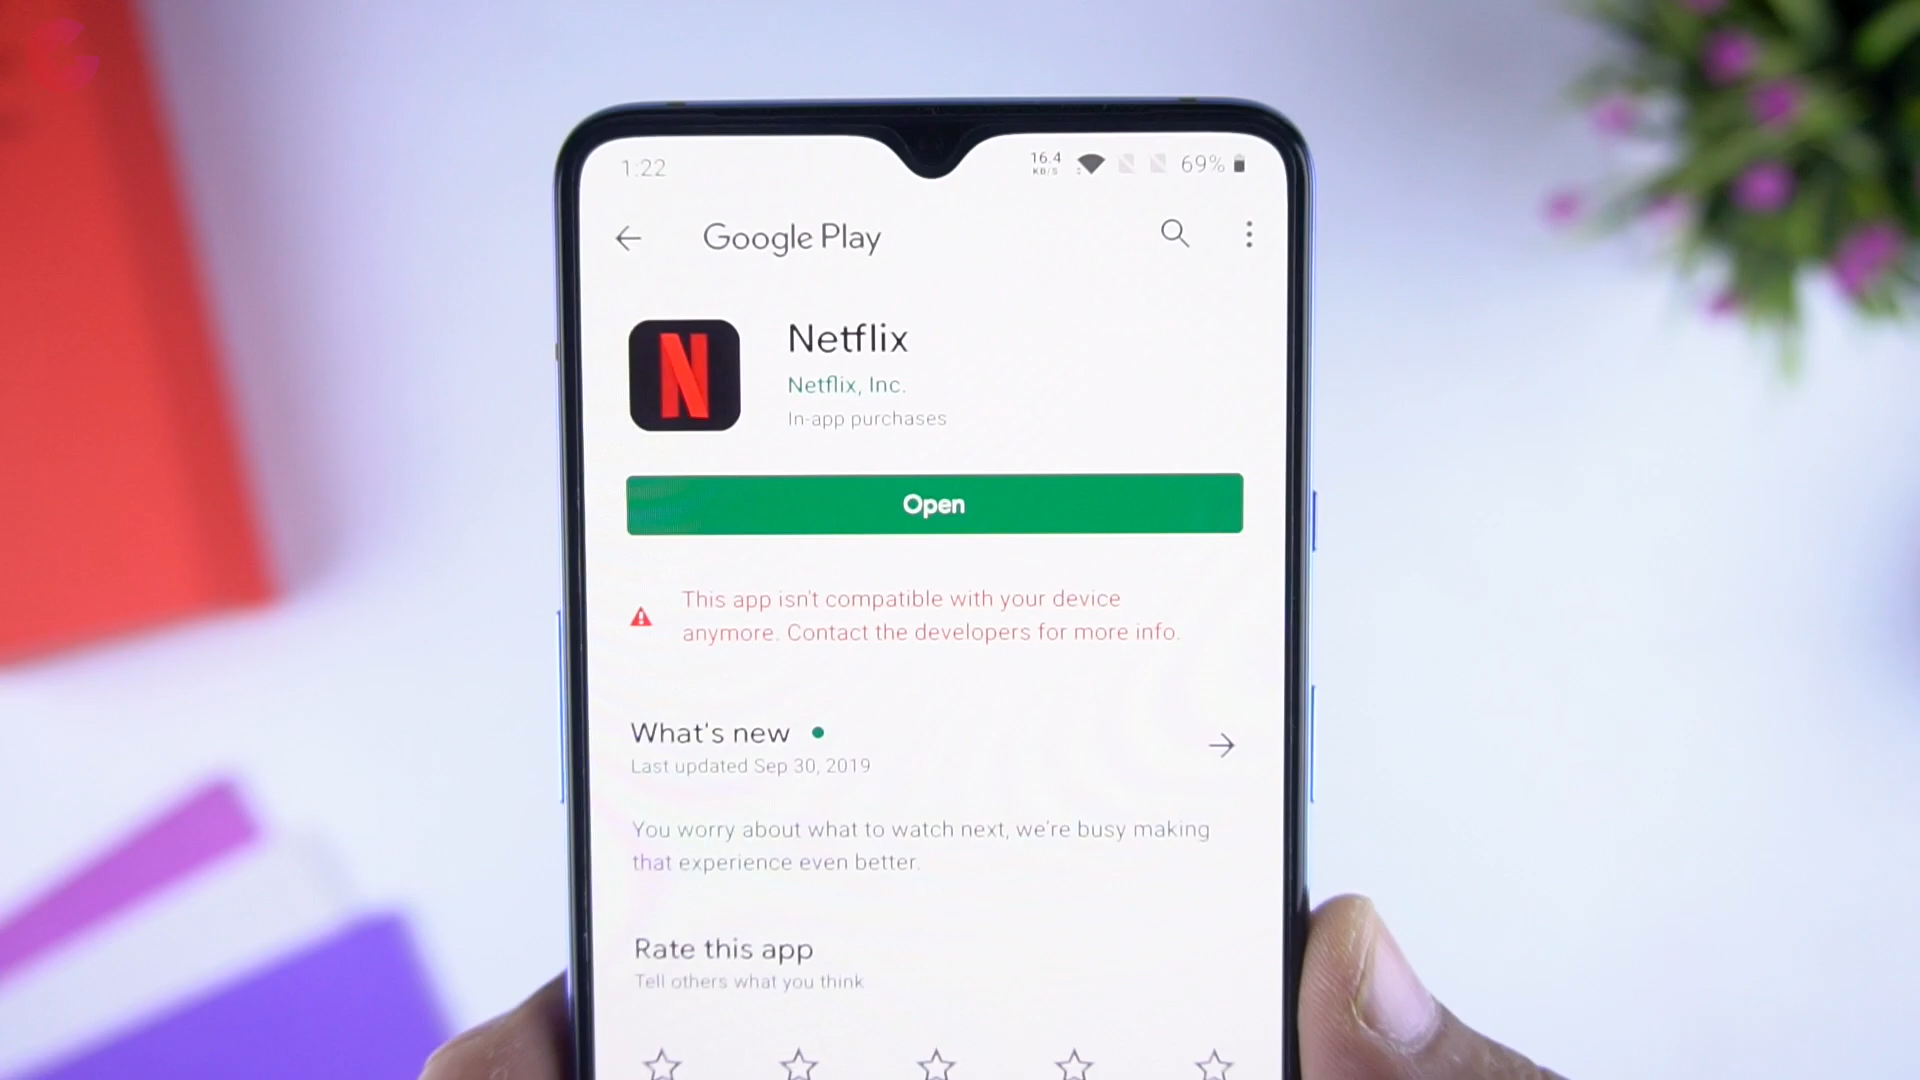 1:22
16.4
KB/S
69%
Google Play
N
Netflix
Netflix, Inc.
In-app purchases
Open
This app isn't compatible with your device
anymore. Contact the developers for more info.
What's new
Last updated Sep 30, 2019
You worry about what to watch next, we're busy making
that experience even better.
Rate this app
Tell others what you think